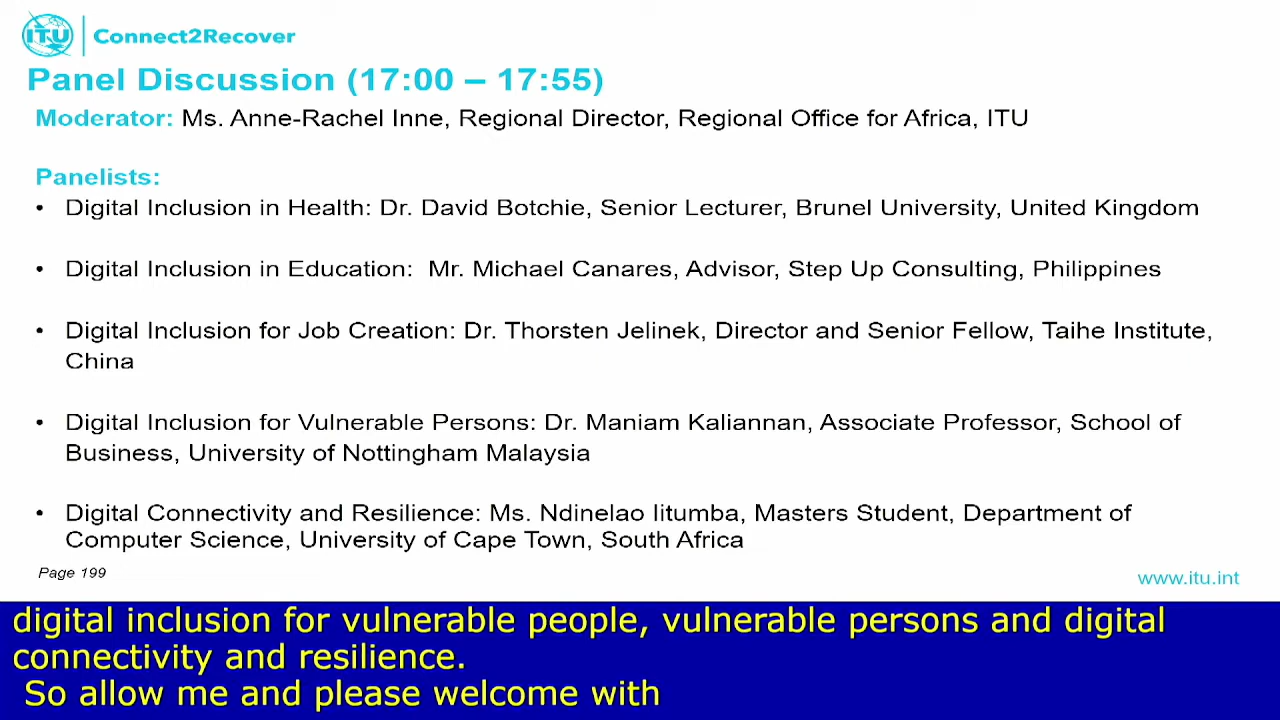 ITU Connect2Recover
Panel Discussion (17:00 – 17:55)
Moderator: Ms. Anne-Rachel Inne, Regional Director, Regional Office for Africa, ITU
Panelists:
• Digital Inclusion in Health: Dr. David Botchie, Senior Lecturer, Brunel University, United Kingdom
• Digital Inclusion in Education: Mr. Michael Canares, Advisor, Step Up Consulting, Philippines
• Digital Inclusion for Job Creation: Dr. Thorsten Jelinek, Director and Senior Fellow, Taihe Institute,
China
• Digital Inclusion for Vulnerable Persons: Dr. Maniam Kaliannan, Associate Professor, School of
Business, University of Nottingham Malaysia
• Digital Connectivity and Resilience: Ms. Ndinelao Iitumba, Masters Student, Department of
Computer Science, University of Cape Town, South Africa
Page 199
www.itu.int
digital inclusion for vulnerable people, vulnerable persons and digital
connectivity and resilience.
So allow me and please welcome with